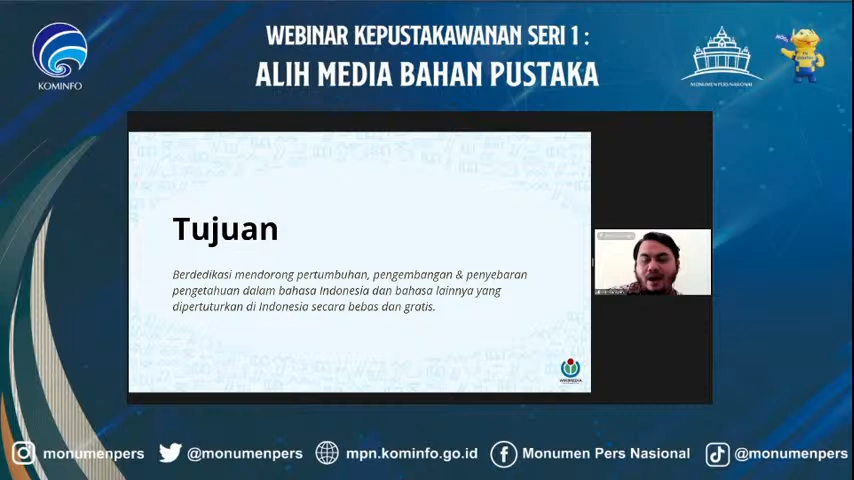 WEBINAR KEPUSTAKAWANAN SERI 1 :
ALIH MEDIA BAHAN PUSTAKA
KOMINFO
MONUMEN PERS NASIONAL
Tujuan
Berdedikasi mendorong pertumbuhan, pengembangan & penyebaran
pengetahuan dalam bahasa Indonesia dan bahasa lainnya yang
dipertuturkan di Indonesia secara bebas dan gratis.
WIKIMEDIA
monumenpers
@monumenpers
mpn.kominfo.go.id
Monumen Pers Nasional
@monumenpers